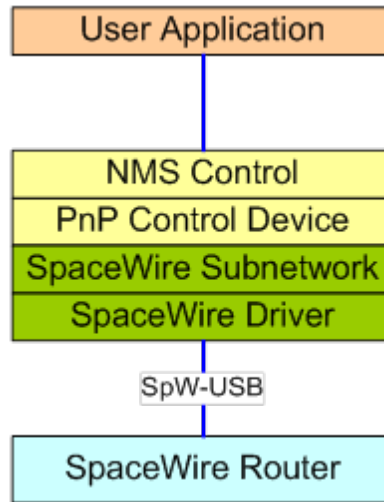 User Application
NMS Control
PnP Control Device
SpaceWire Subnetwork
SpaceWire Driver
SpW-USB
SpaceWire Router